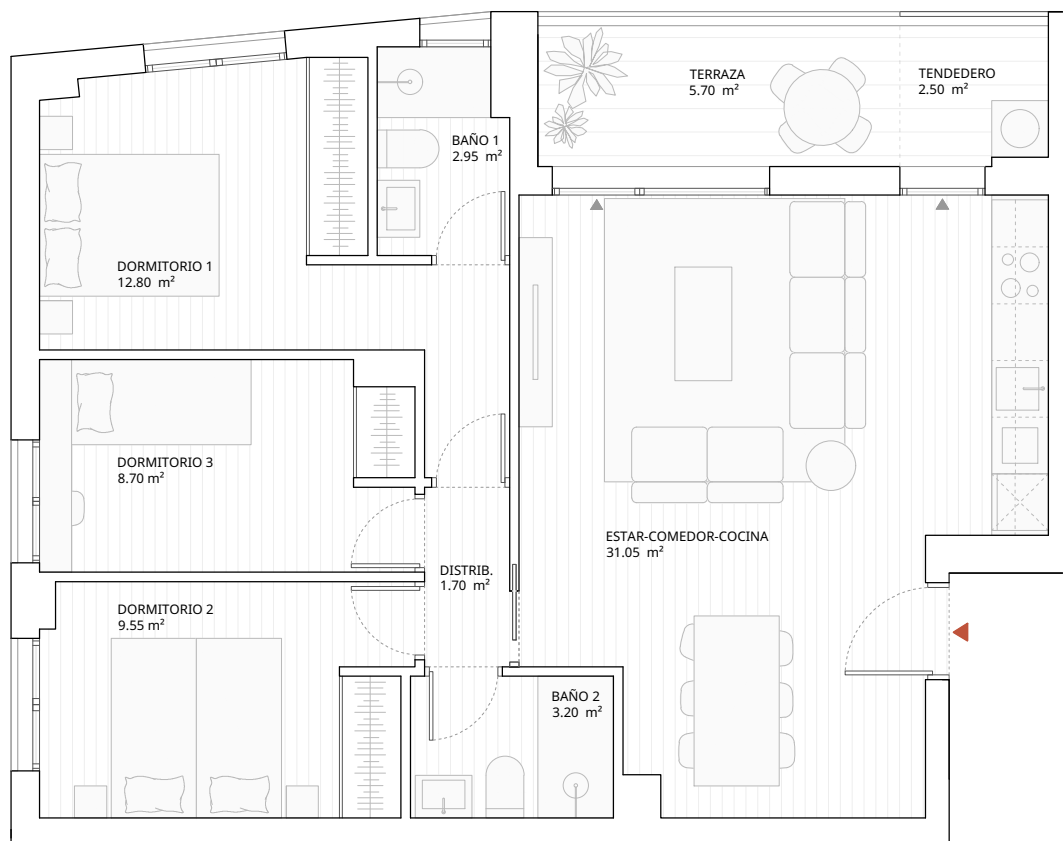 TERRAZA
5.70 m²
TENDEDERO
2.50 m²
BAÑO 1
2.95 m²
DORMITORIO 1
12.80 m²
DORMITORIO 3
8.70 m²
ESTAR-COMEDOR-COCINA
31.05 m²
DISTRIB.
1.70 m²
DORMITORIO 2
9.55 m²
BAÑO 2
3.20 m²